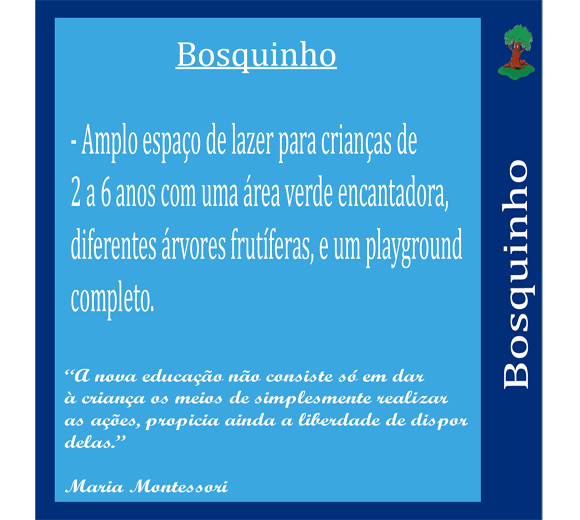 Bosquinho
- Amplo espaço de lazer para crianças de
2 a 6 anos com uma área verde encantadora,
diferentes árvores frutíferas, e um playground
completo.
“A nova educação não consiste só em dar
à criança os meios de simplesmente realizar
as ações, propicia ainda a liberdade de dispor
delas.”
Maria Montessori
Bosquinho